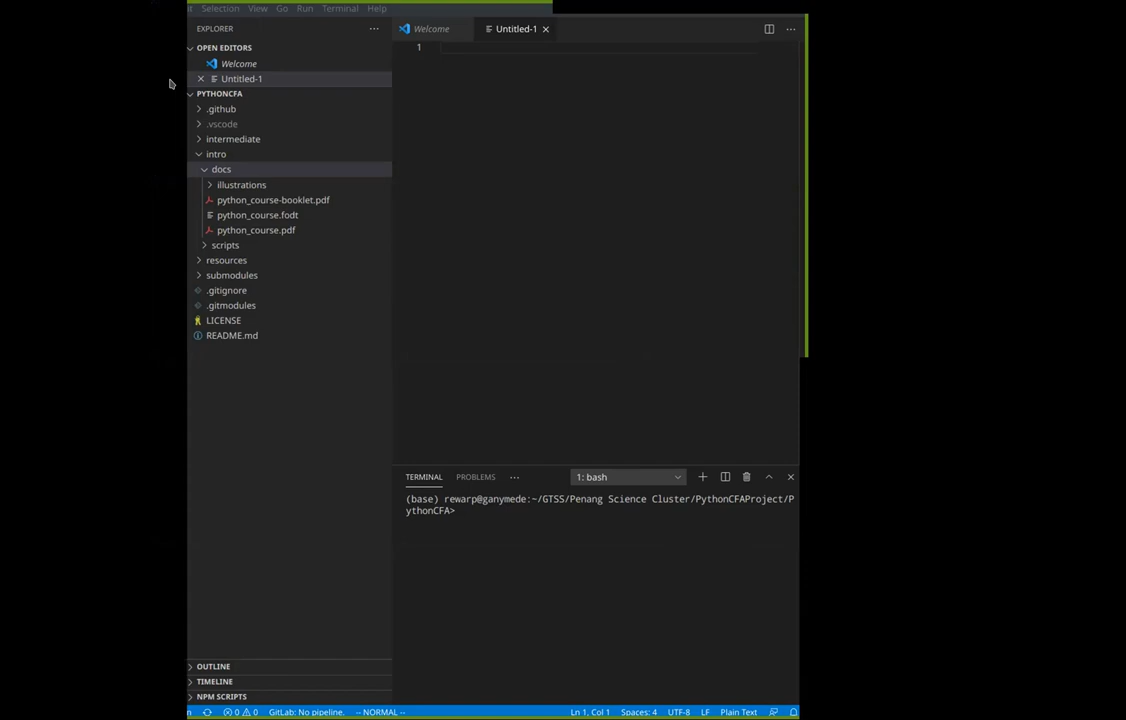 Selection View Go Run Terminal Help
EXPLORER
OPEN EDITORS
Welcome
Untitled-1
PYTHONCFA
.github
.vscode
intermediate
intro
docs
illustrations
python_course-booklet.pdf
python_course.fodt
python_course.pdf
scripts
resources
submodules
.gitignore
.gitmodules
LICENSE
README.md
OUTLINE
TIMELINE
NPM SCRIPTS
Welcome Untitled-1
1
TERMINAL PROBLEMS 1: bash
(base) rewarp@ganymede:~/GTSS/Penang Science Cluster/PythonCFAProject/P
ythonCFA>
0 0 GitLab: No pipeline. -- NORMAL -- Ln 1, Col 1 Spaces: 4 UTF-8 LF Plain Text